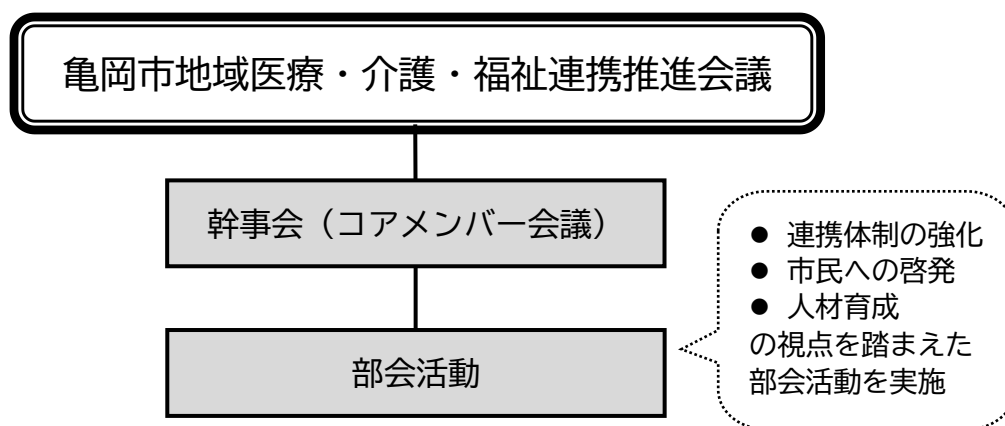 亀岡市地域医療・介護・福祉連携推進会議
幹事会（コアメンバー会議）
部会活動
● 連携体制の強化
● 市民への啓発
● 人材育成
の視点を踏まえた
部会活動を実施